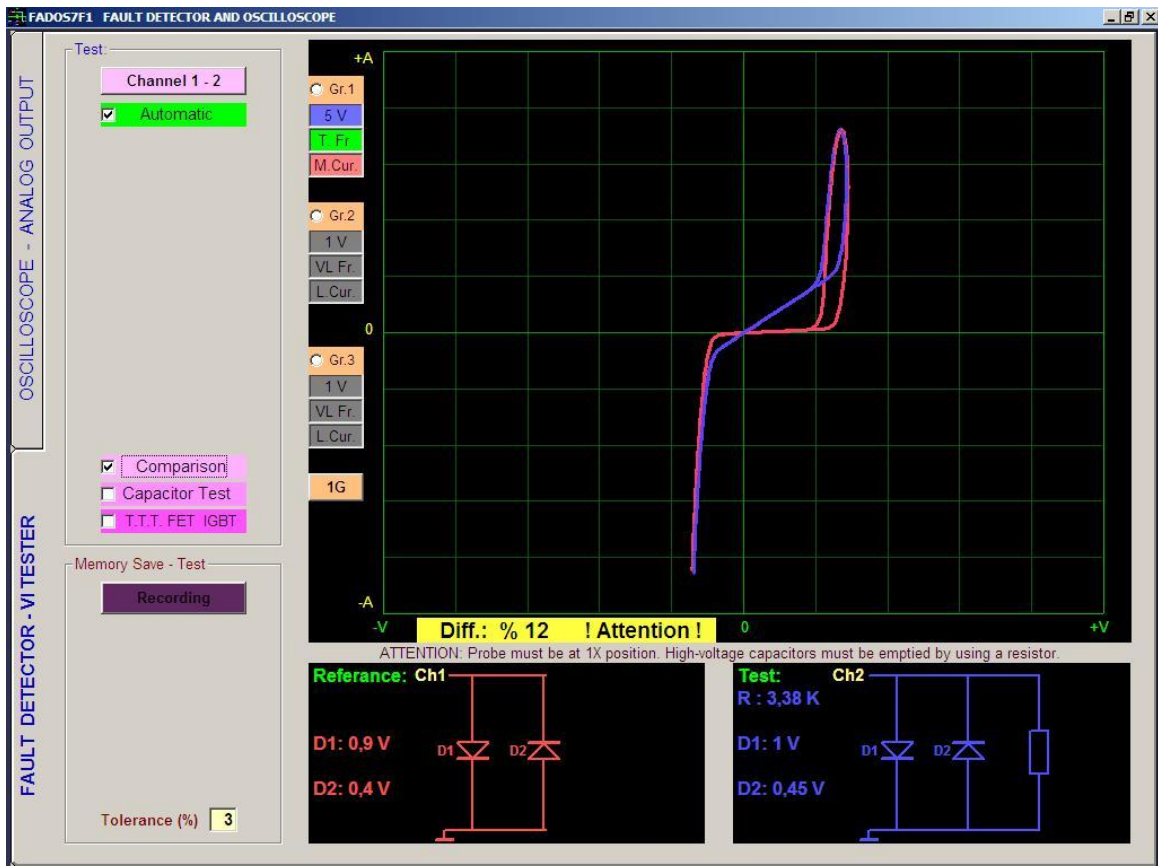 FADOS7F1 FAULT DETECTOR AND OSCILLOSCOPE
OSCILLOSCOPE - ANALOG OUTPUT
FAULT DETECTOR - VI TESTER
Test:
Channel 1 - 2
Automatic
Comparison
Capacitor Test
T.T.T. FET IGBT
Memory Save - Test
Recording
Tolerance (%) 3
+A
Gr.1
5 V
T. Fr
M.Cur.
Gr.2
1 V
VL Fr.
L.Cur.
0
Gr.3
1 V
VL Fr.
L.Cur.
1G
-A
-V
Diff.: % 12 ! Attention !
0
+V
ATTENTION: Probe must be at 1X position. High-voltage capacitors must be emptied by using a resistor.
Referance: Ch1
D1: 0,9 V
D1
D2
D2: 0,4 V
Test: Ch2
R : 3,38 K
D1: 1 V
D1
D2
D2: 0,45 V